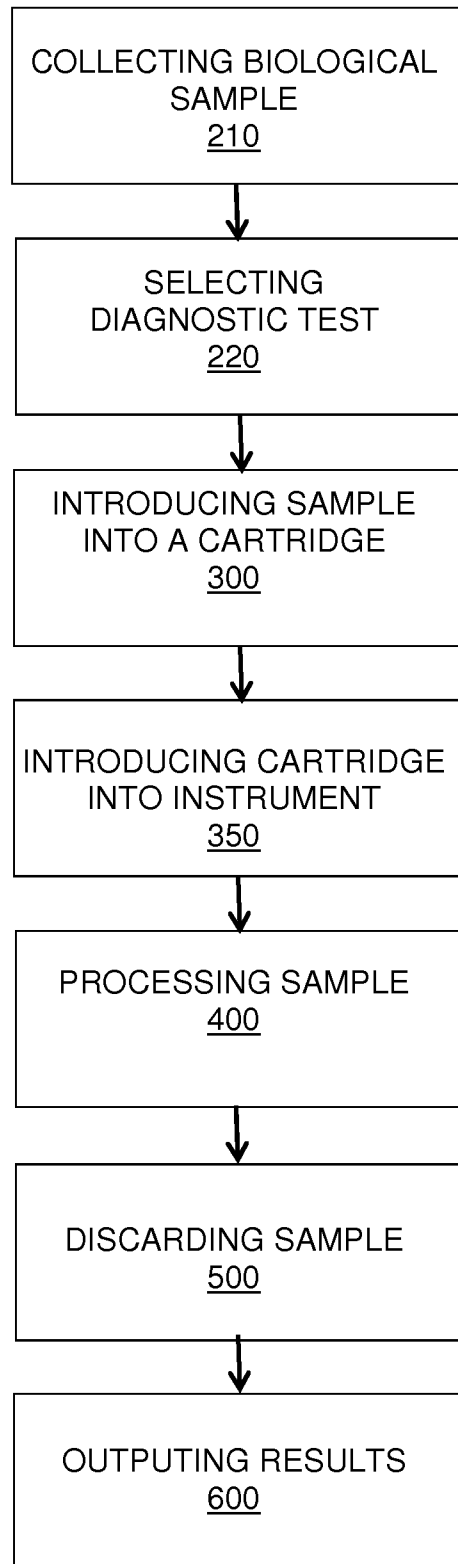 COLLECTING BIOLOGICAL
SAMPLE
210
SELECTING
DIAGNOSTIC TEST
220
INTRODUCING SAMPLE
INTO A CARTRIDGE
300
INTRODUCING CARTRIDGE
INTO INSTRUMENT
350
PROCESSING SAMPLE
400
DISCARDING SAMPLE
500
OUTPUTING RESULTS
600